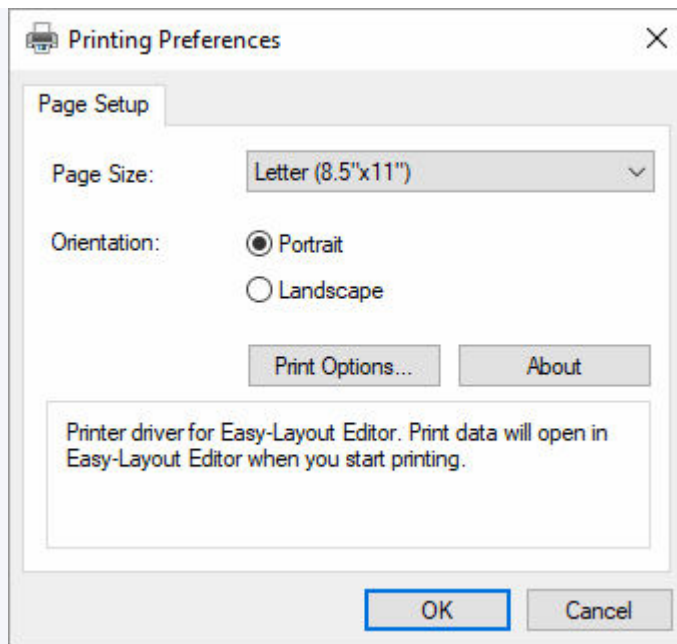 Printing Preferences
Page Setup
Page Size: Letter (8.5"x11")
Orientation: Portrait
Landscape
Print Options... About
Printer driver for Easy-Layout Editor. Print data will open in
Easy-Layout Editor when you start printing.
OK Cancel